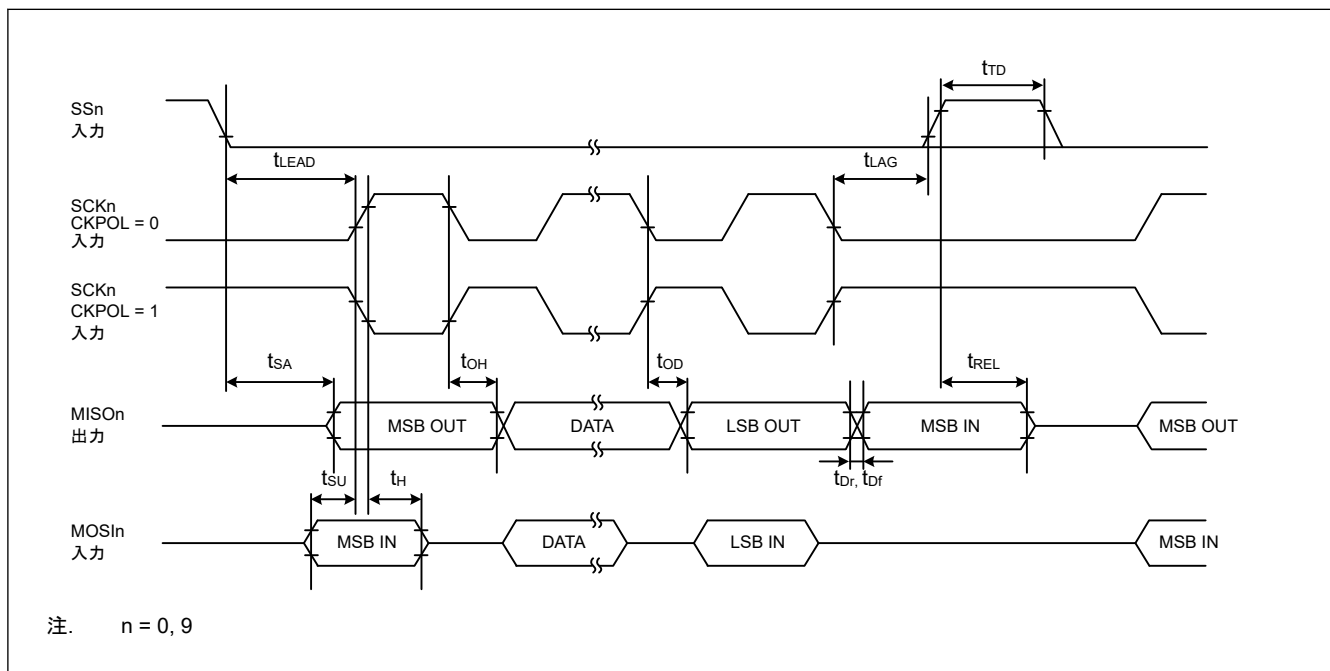 SSn
入力
tTD
tLEAD
tLAG
SCKn
CKPOL = 0
入力
SCKn
CKPOL = 1
入力
tSA
tOH
tOD
tREL
MISOn
出力
MSB OUT
DATA
LSB OUT
MSB IN
MSB OUT
tSU
tH
tDr, tDf
MOSIn
入力
MSB IN
DATA
LSB IN
MSB IN
注. n = 0, 9